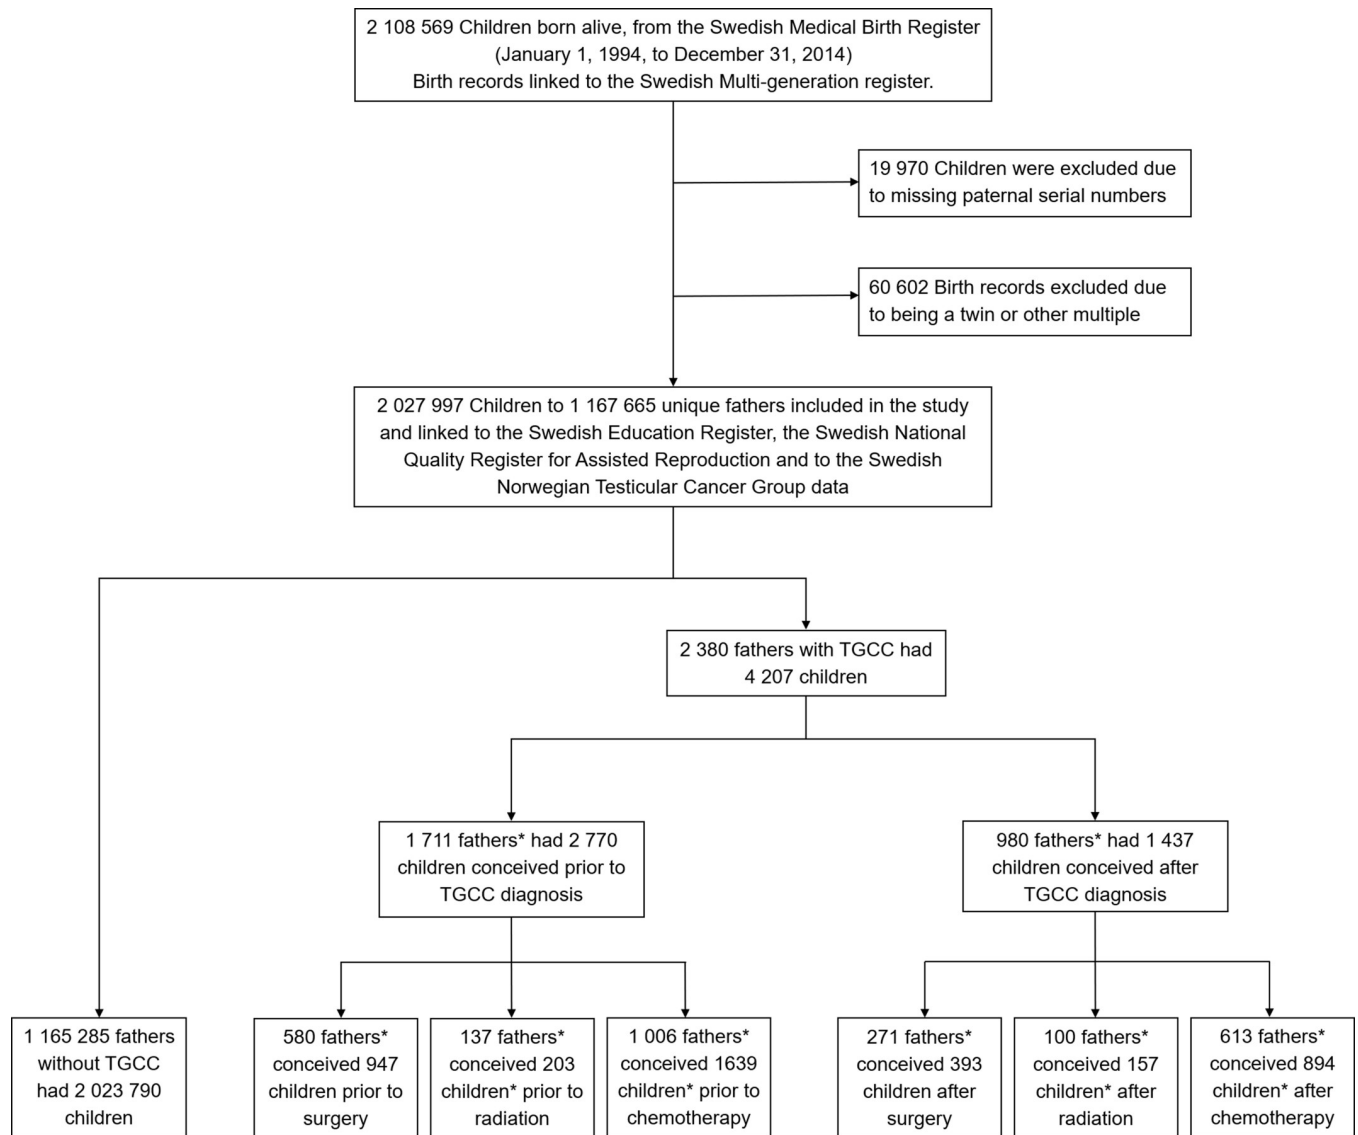 2 108 569 Children born alive, from the Swedish Medical Birth Register
(January 1, 1994, to December 31, 2014)
Birth records linked to the Swedish Multi-generation register.
19 970 Children were excluded due
to missing paternal serial numbers
60 602 Birth records excluded due
to being a twin or other multiple
2 027 997 Children to 1 167 665 unique fathers included in the study
and linked to the Swedish Education Register, the Swedish National
Quality Register for Assisted Reproduction and to the Swedish
Norwegian Testicular Cancer Group data
2 380 fathers with TGCC had
4 207 children
1 711 fathers* had 2 770
children conceived prior to
TGCC diagnosis
980 fathers* had 1 437
children conceived after
TGCC diagnosis
1 165 285 fathers
without TGCC
had 2 023 790
children
580 fathers*
conceived 947
children prior to
surgery
137 fathers*
conceived 203
children* prior to
radiation
1 006 fathers*
conceived 1639
children* prior to
chemotherapy
271 fathers*
conceived 393
children after
surgery
100 fathers*
conceived 157
children* after
radiation
613 fathers*
conceived 894
children* after
chemotherapy